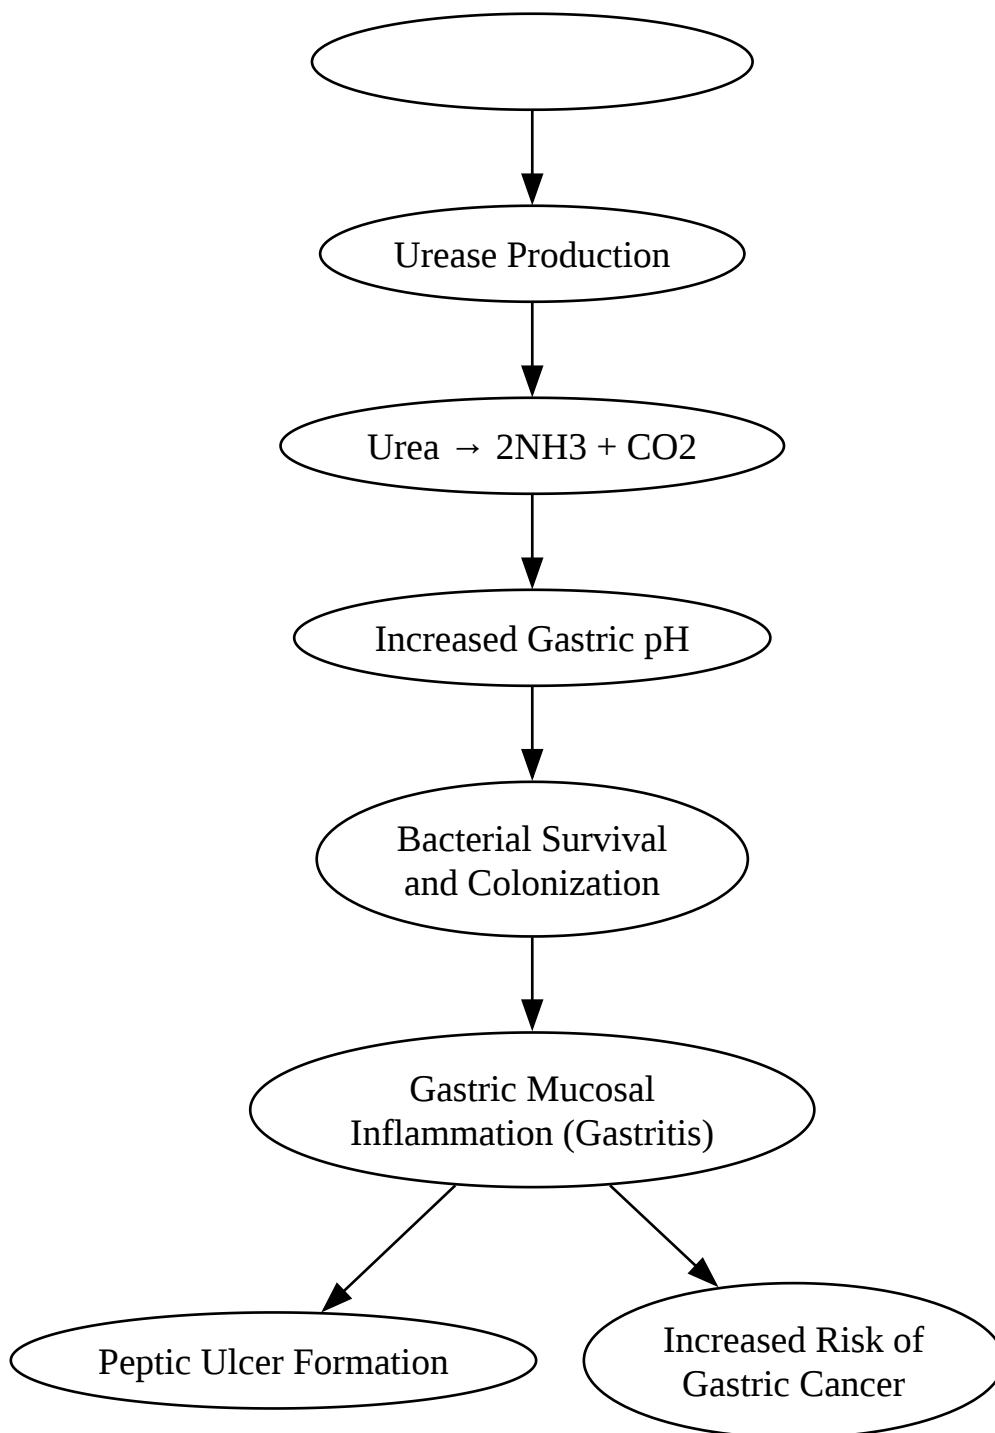 Urease Production
Urea → 2NH3 + CO2
Increased Gastric pH
Bacterial Survival
and Colonization
Gastric Mucosal
Inflammation (Gastritis)
Peptic Ulcer Formation
Increased Risk of
Gastric Cancer